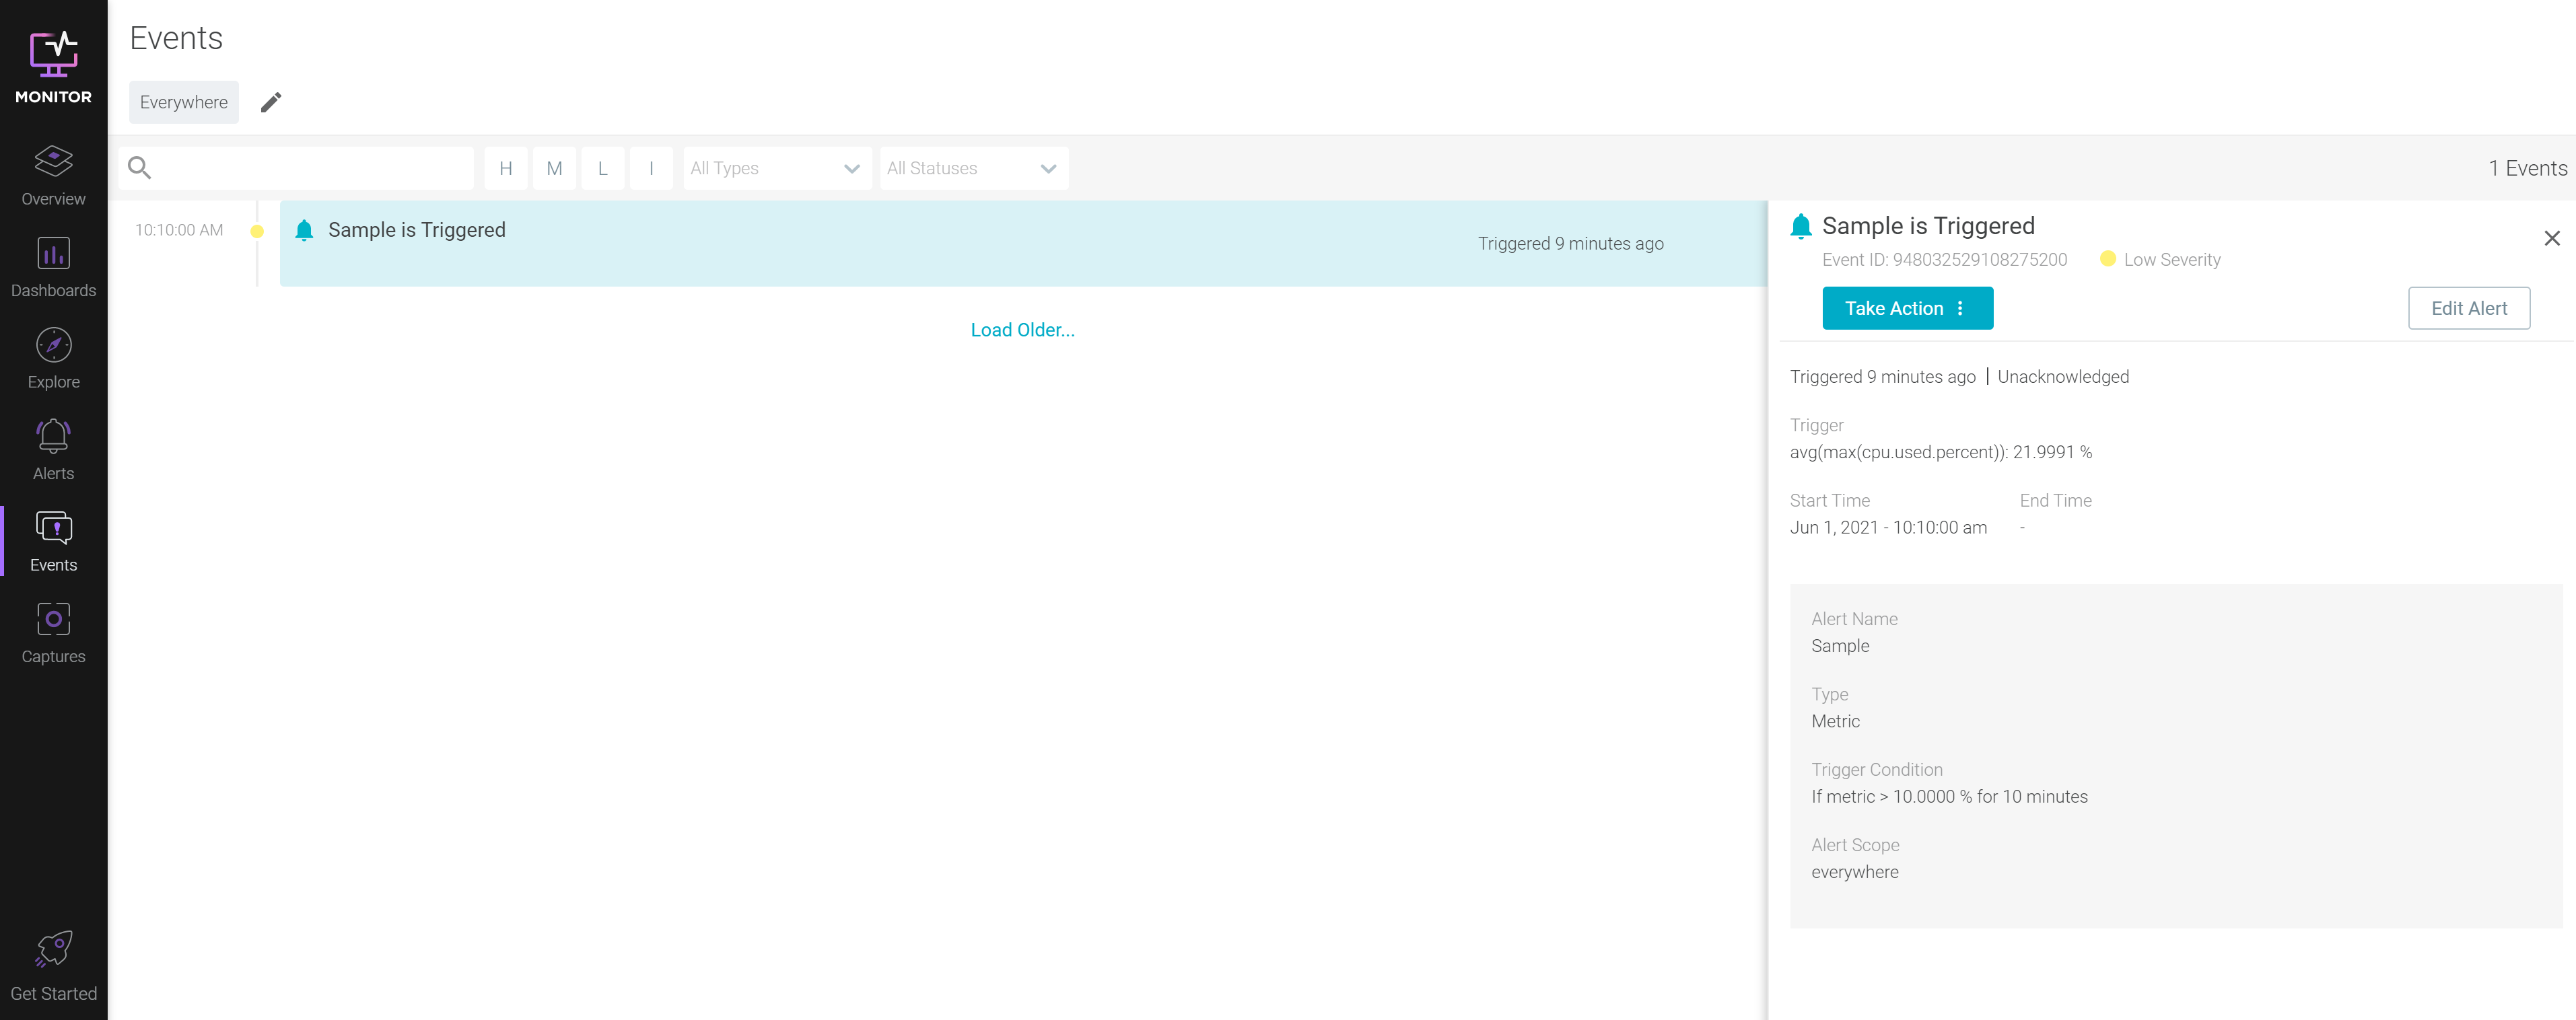 MONITOR
Overview
Dashboards
Explore
Alerts
Events
Captures
Get Started
Events
Everywhere
H M L I All Types All Statuses 1 Events
10:10:00 AM Sample is Triggered Triggered 9 minutes ago
Load Older...
Sample is Triggered
Event ID: 948032529108275200 Low Severity
Take Action Edit Alert
Triggered 9 minutes ago | Unacknowledged
Trigger
avg(max(cpu.used.percent)): 21.9991 %
Start Time End Time
Jun 1, 2021 - 10:10:00 am -
Alert Name
Sample
Type
Metric
Trigger Condition
If metric > 10.0000 % for 10 minutes
Alert Scope
everywhere